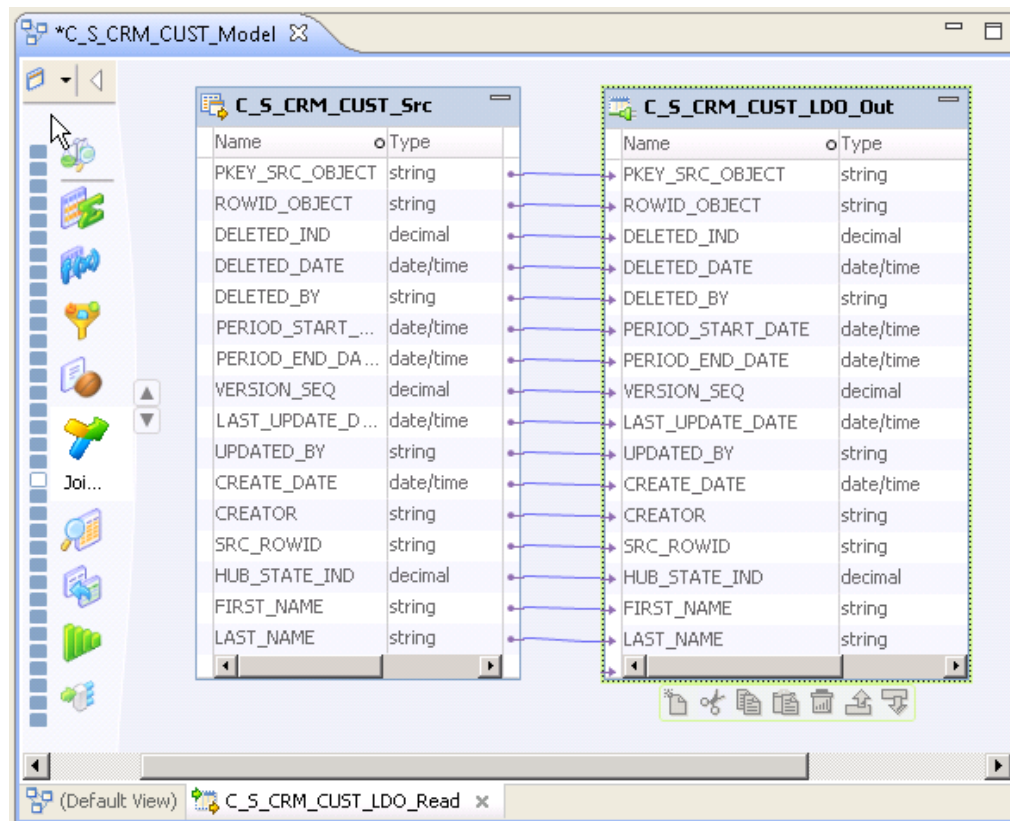 *C_S_CRM_CUST_Model
C_S_CRM_CUST_Src
Name Type
PKEY_SRC_OBJECT string
ROWID_OBJECT string
DELETED_IND decimal
DELETED_DATE date/time
DELETED_BY string
PERIOD_START_... date/time
PERIOD_END_DA... date/time
VERSION_SEQ decimal
LAST_UPDATE_D... date/time
UPDATED_BY string
CREATE_DATE date/time
CREATOR string
SRC_ROWID string
HUB_STATE_IND decimal
FIRST_NAME string
LAST_NAME string
C_S_CRM_CUST_LDO_Out
Name Type
PKEY_SRC_OBJECT string
ROWID_OBJECT string
DELETED_IND decimal
DELETED_DATE date/time
DELETED_BY string
PERIOD_START_DATE date/time
PERIOD_END_DATE date/time
VERSION_SEQ decimal
LAST_UPDATE_DATE date/time
UPDATED_BY string
CREATE_DATE date/time
CREATOR string
SRC_ROWID string
HUB_STATE_IND decimal
FIRST_NAME string
LAST_NAME string
Joi...
(Default View) C_S_CRM_CUST_LDO_Read